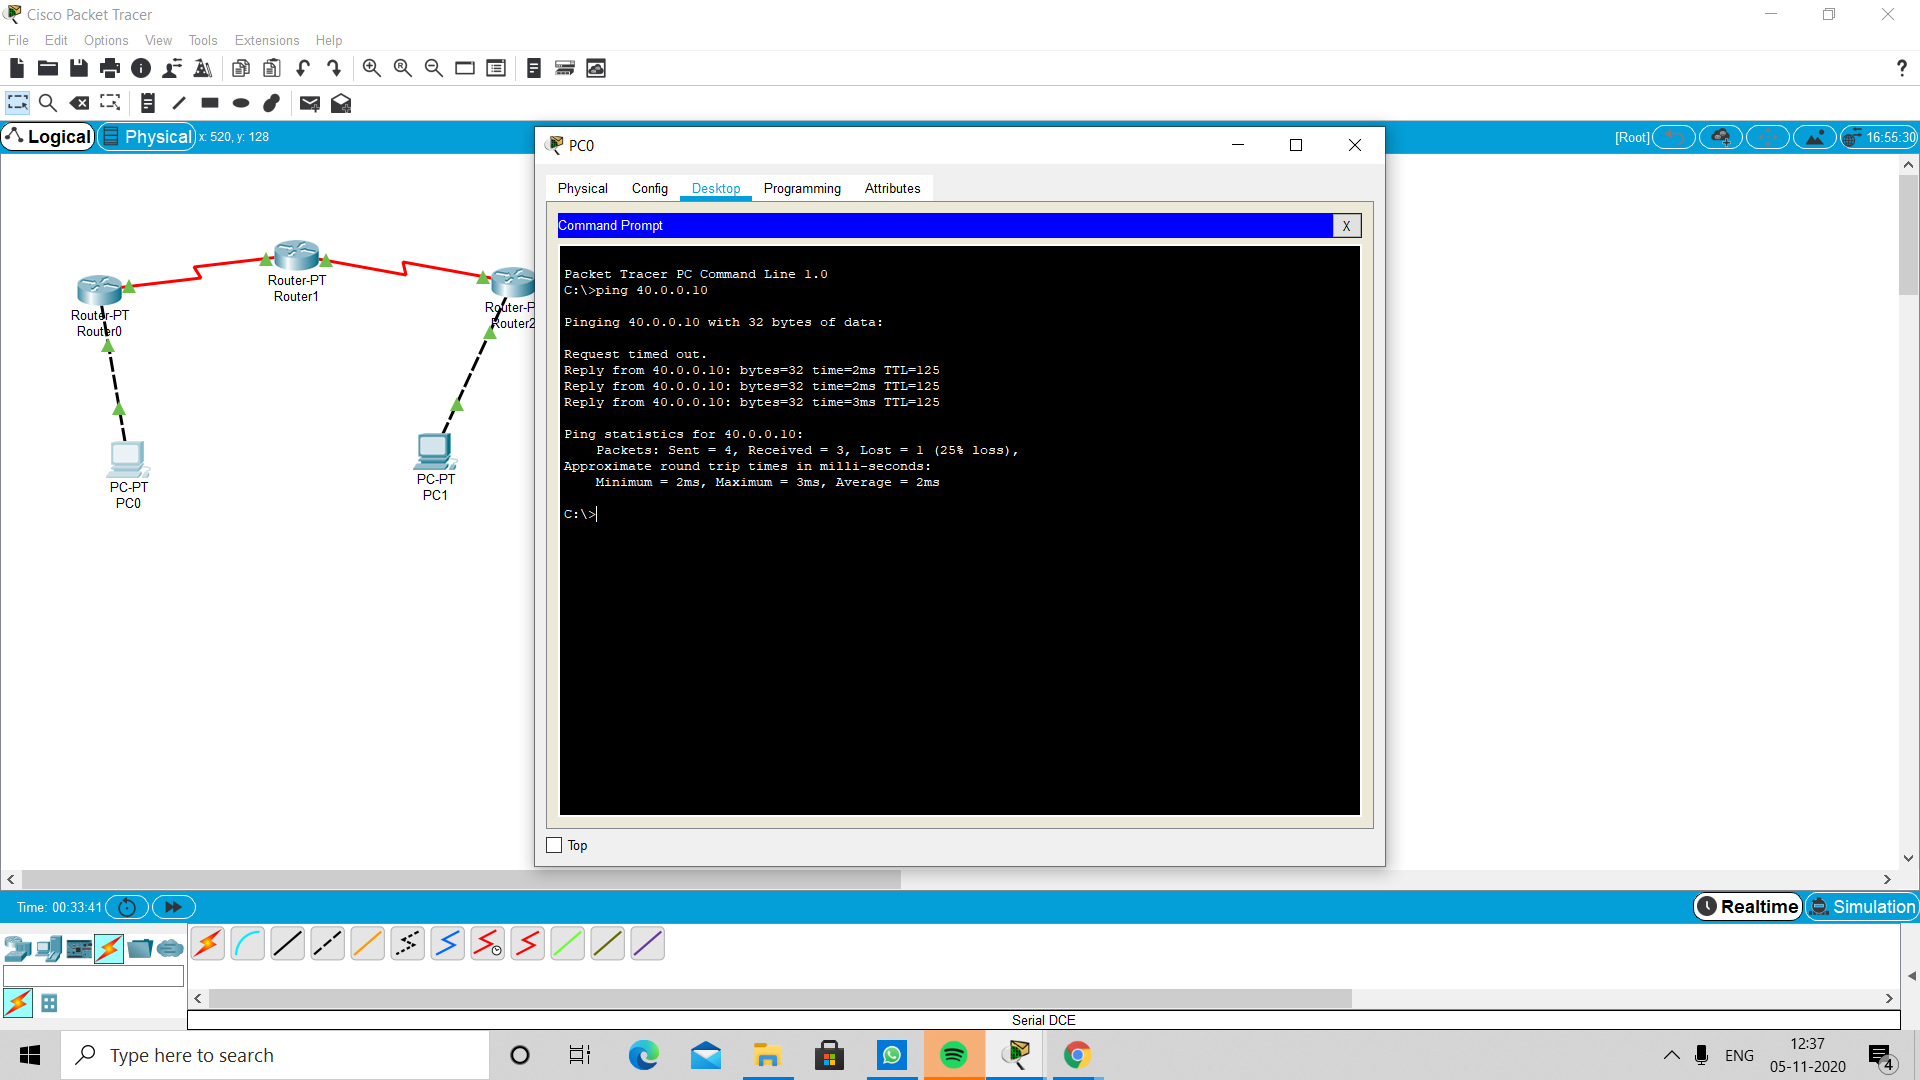 Cisco Packet Tracer
File Edit Options View Tools Extensions Help
?
Logical Physical x: 520, y: 128
[Root] 16:55:30
Router-PT
Router0
Router-PT
Router1
Router-P
Router2
PC-PT
PC0
PC-PT
PC1
PC0
Physical Config Desktop Programming Attributes
Command Prompt X
Packet Tracer PC Command Line 1.0
C:\>ping 40.0.0.10
Pinging 40.0.0.10 with 32 bytes of data:
Request timed out.
Reply from 40.0.0.10: bytes=32 time=2ms TTL=125
Reply from 40.0.0.10: bytes=32 time=2ms TTL=125
Reply from 40.0.0.10: bytes=32 time=3ms TTL=125
Ping statistics for 40.0.0.10:
Packets: Sent = 4, Received = 3, Lost = 1 (25% loss),
Approximate round trip times in milli-seconds:
Minimum = 2ms, Maximum = 3ms, Average = 2ms
C:\>
Top
Time: 00:33:41
Realtime Simulation
Serial DCE
Type here to search
ENG
12:37
05-11-2020
4